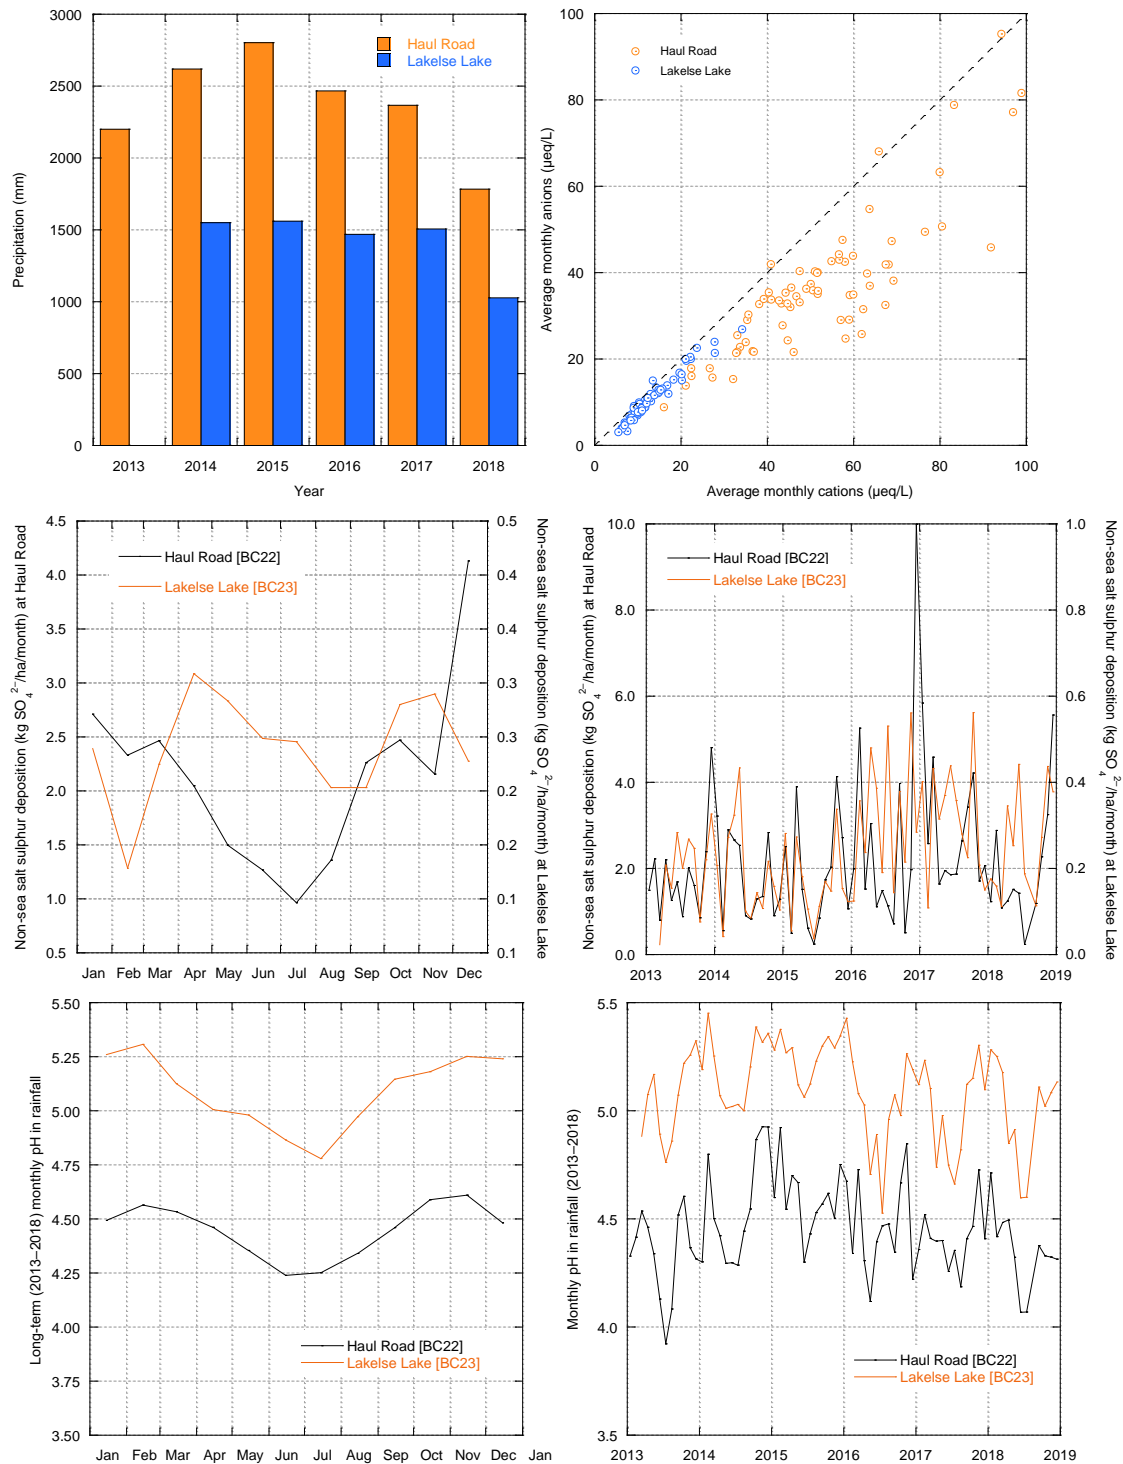 3000
2500
2000
1500
1000
500
0
Precipitation (mm)
Haul Road
Lakelse Lake
2013 2014 2015 2016 2017 2018
Year
100
80
60
40
20
0
Average monthly anions (µeq/L)
Haul Road
Lakelse Lake
0 20 40 60 80 100
Average monthly cations (µeq/L)
4.5
4.0
3.5
3.0
2.5
2.0
1.5
1.0
0.5
Non-sea salt sulphur deposition (kg SO₄²⁻/ha/month) at Haul Road
Haul Road [BC22]
Lakelse Lake [BC23]
0.5
0.4
0.4
0.3
0.3
0.2
0.2
0.1
0.1
Non-sea salt sulphur deposition (kg SO₄²⁻/ha/month) at Lakelse Lake
Jan Feb Mar Apr May Jun Jul Aug Sep Oct Nov Dec
10.0
8.0
6.0
4.0
2.0
0.0
Non-sea salt sulphur deposition (kg SO₄²⁻/ha/month) at Haul Road
Haul Road [BC22]
Lakelse Lake [BC23]
1.0
0.8
0.6
0.4
0.2
0.0
Non-sea salt sulphur deposition (kg SO₄²⁻/ha/month) at Lakelse Lake
2013 2014 2015 2016 2017 2018 2019
5.50
5.25
5.00
4.75
4.50
4.25
4.00
3.75
3.50
Long-term (2013–2018) monthly pH in rainfall
Haul Road [BC22]
Lakelse Lake [BC23]
Jan Feb Mar Apr May Jun Jul Aug Sep Oct Nov Dec Jan
5.5
5.0
4.5
4.0
3.5
Monthly pH in rainfall (2013–2018)
Haul Road [BC22]
Lakelse Lake [BC23]
2013 2014 2015 2016 2017 2018 2019